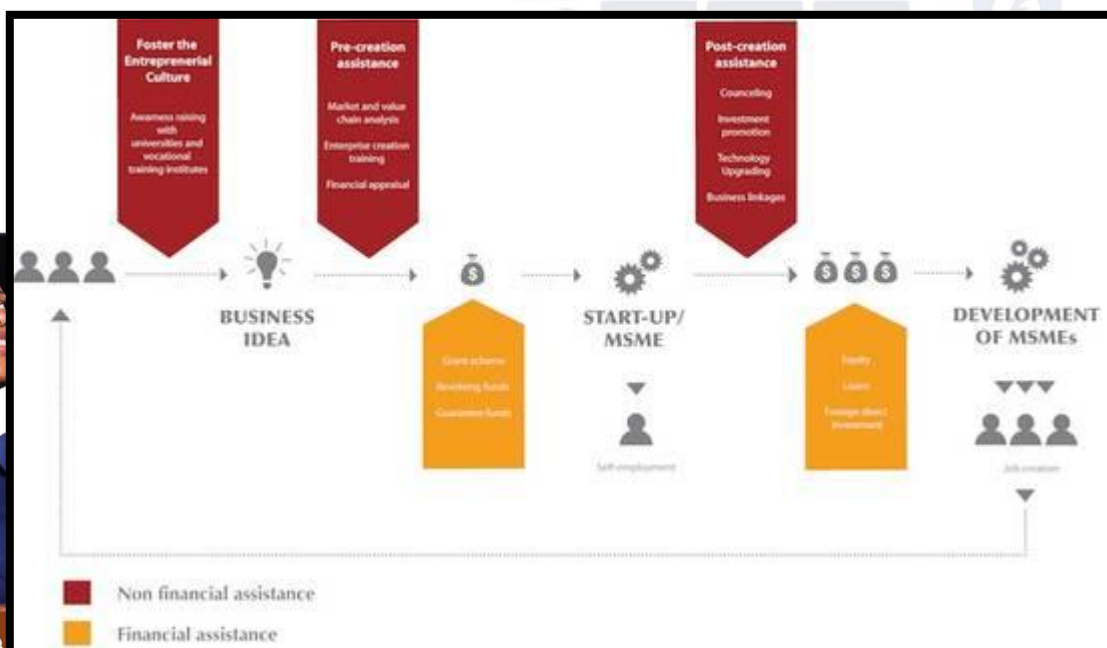 Foster the
Entreprenerial
Culture
Awarness raising
with
universities and
vocational
training institutes
Pre-creation
assistance
Market and value
chain analysis
Enterprise creation
training
Financial appraisal
Post-creation
assistance
Counceling
Investment
promotion
Technology
Upgrading
Business linkages
BUSINESS
IDEA
START-UP/
MSME
DEVELOPMENT
OF MSMEs
Grant scheme
Revolving funds
Guarantee funds
Equity
Loans
Foreign direct
investment
Self-employment
Job creation
Non financial assistance
Financial assistance